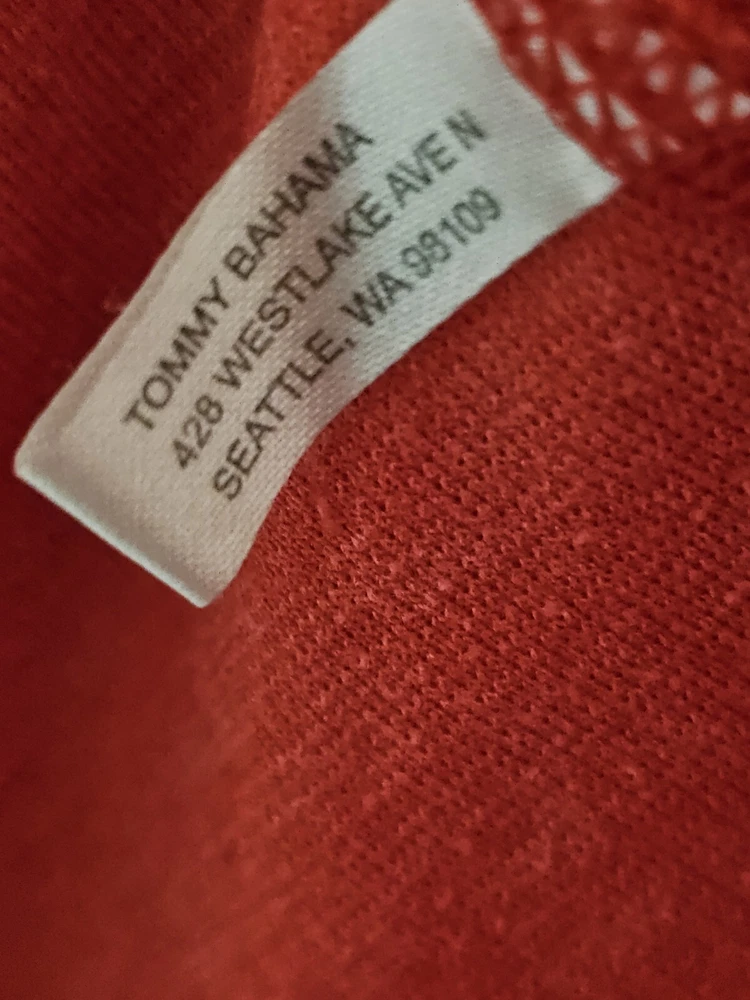 TOMMY BAHAMA
428 WESTLAKE AVE N
SEATTLE, WA 98109